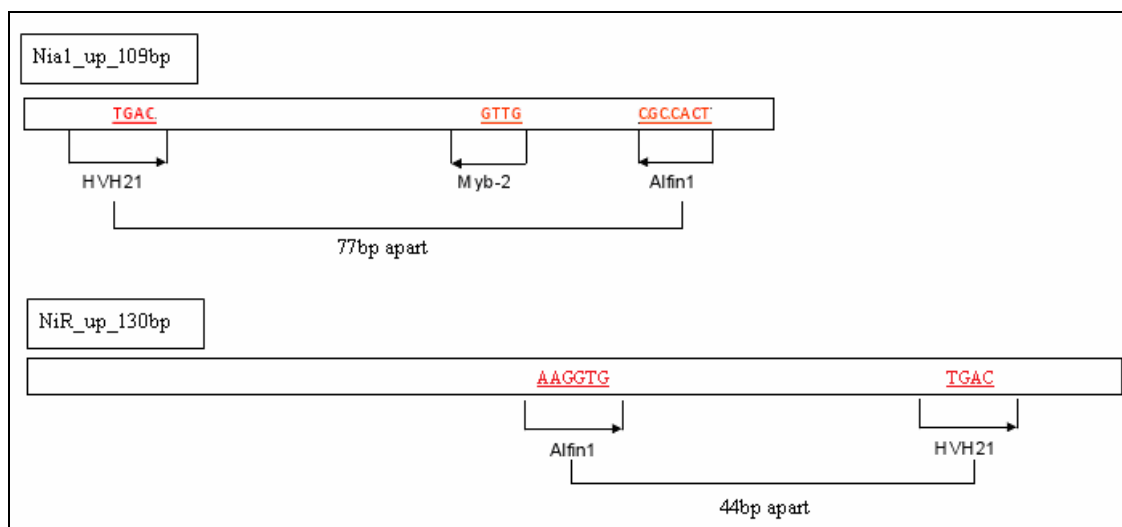 Nia1_up_109bp
TGAC GTTG CGCCACT
HVH21 Myb-2 Alfin1
77bp apart
NiR_up_130bp
AAGGTG TGAC
Alfin1 HVH21
44bp apart